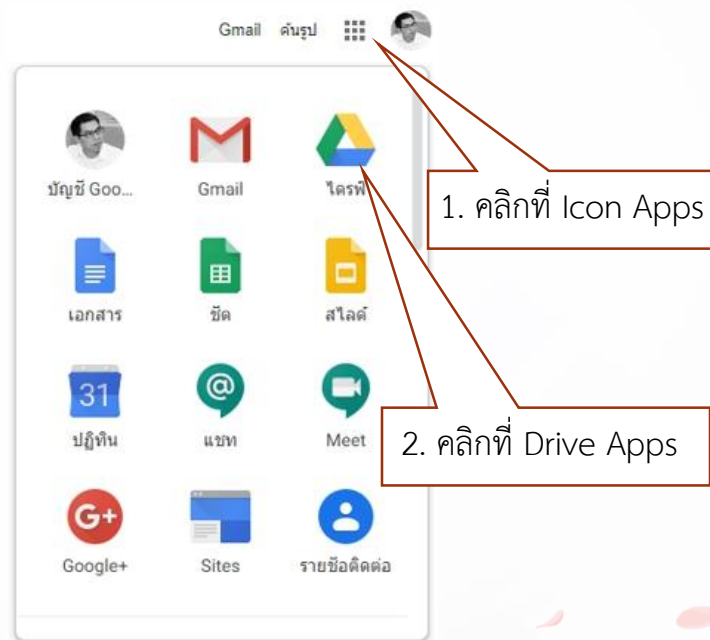 Gmail ค้นรูป
บัญชี Goo... Gmail ไดรฟ์
1. คลิกที่ Icon Apps
เอกสาร ชีต สไลด์
31
ปฏิทิน แชท Meet
2. คลิกที่ Drive Apps
G+
Google+ Sites รายชื่อติดต่อ